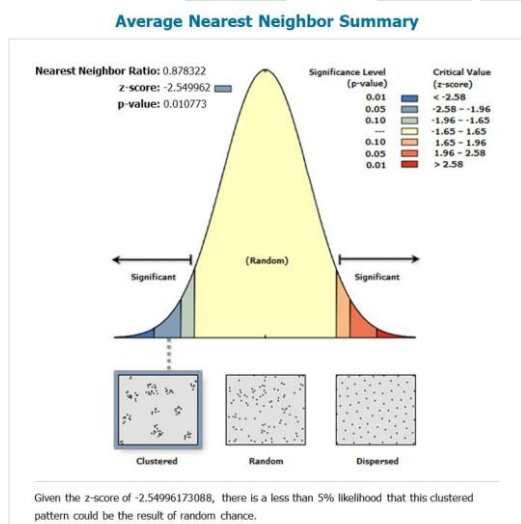 Average Nearest Neighbor Summary
Nearest Neighbor Ratio: 0.878322
z-score: -2.549962
p-value: 0.010773
Significance Level
(p-value)
Critical Value
(z-score)
0.01 < -2.58
0.05 -2.58 - -1.96
0.10 -1.96 - -1.65
--- -1.65 - 1.65
0.10 1.65 - 1.96
0.05 1.96 - 2.58
0.01 > 2.58
Significant
(Random)
Significant
Clustered
Random
Dispersed
Given the z-score of -2.54996173088, there is a less than 5% likelihood that this clustered
pattern could be the result of random chance.